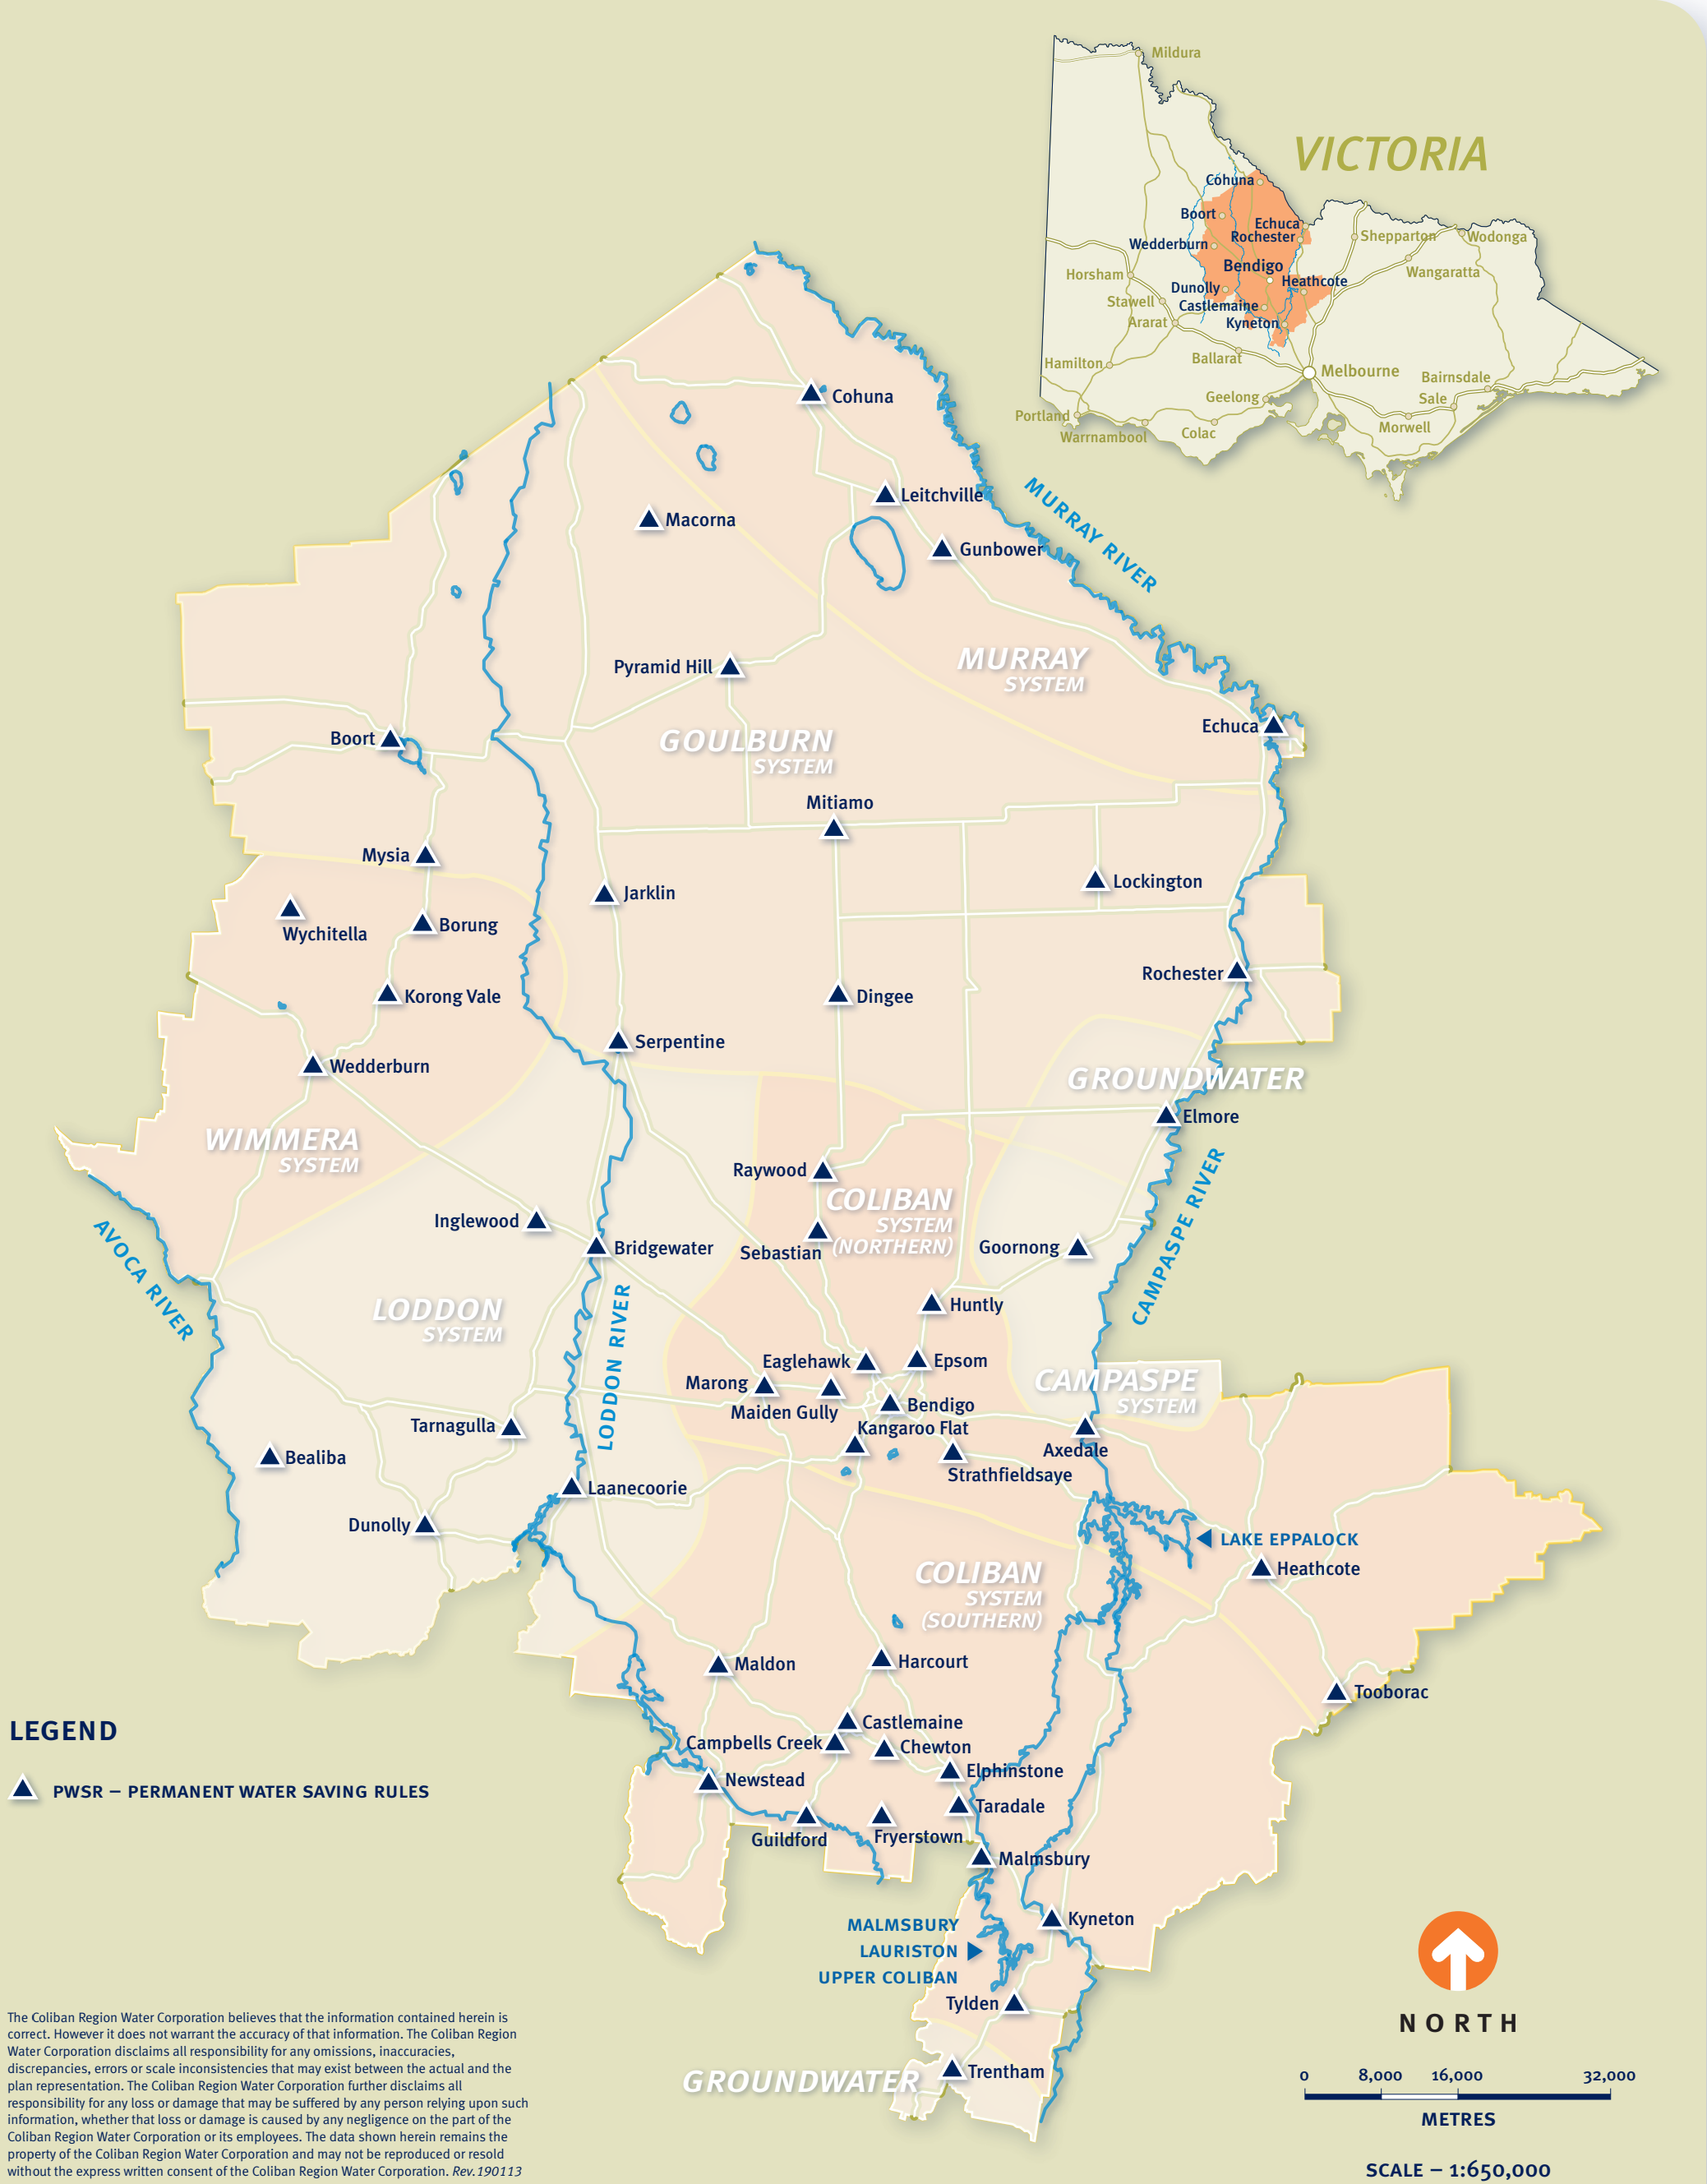 VICTORIA
Mildura
Cohuna
Boort
Echuca
Rochester
Wedderburn
Shepparton
Wodonga
Bendigo
Wangaratta
Horsham
Heathcote
Dunolly
Stawell
Castlemaine
Ararat
Kyneton
Ballarat
Hamilton
Melbourne
Bairnsdale
Geelong
Sale
Portland
Warrnambool
Colac
Morwell
Cohuna
Leitchville
MURRAY RIVER
Macorna
Gunbower
MURRAY
SYSTEM
Pyramid Hill
Echuca
Boort
GOULBURN
SYSTEM
Mitiamo
Mysia
Lockington
Jarklin
Wychitella
Borung
Rochester
Korong Vale
Dingee
Serpentine
Wedderburn
GROUNDWATER
Elmore
WIMMERA
SYSTEM
Raywood
COLIBAN
SYSTEM
(NORTHERN)
Inglewood
Bridgewater
Sebastian
Goornong
CAMPASPE RIVER
AVOCA RIVER
LODDON
SYSTEM
LODDON RIVER
Huntly
Eaglehawk
Epsom
Marong
Maiden Gully
Bendigo
CAMPASPE
SYSTEM
Kangaroo Flat
Tarnagulla
Axedale
Bealiba
Strathfieldsaye
Laanecoorie
Dunolly
LAKE EPPALOCK
Heathcote
COLIBAN
SYSTEM
(SOUTHERN)
Maldon
Harcourt
Tooborac
Castlemaine
Campbells Creek
Chewton
Elphinstone
Newstead
Taradale
Guildford
Fryerstown
Malmsbury
Kyneton
MALMSBURY
LAURISTON
UPPER COLIBAN
Tylden
Trentham
GROUNDWATER
LEGEND
PWSR – PERMANENT WATER SAVING RULES
The Coliban Region Water Corporation believes that the information contained herein is
correct. However it does not warrant the accuracy of that information. The Coliban Region
Water Corporation disclaims all responsibility for any omissions, inaccuracies,
discrepancies, errors or scale inconsistencies that may exist between the actual and the
plan representation. The Coliban Region Water Corporation further disclaims all
responsibility for any loss or damage that may be suffered by any person relying upon such
information, whether that loss or damage is caused by any negligence on the part of the
Coliban Region Water Corporation or its employees. The data shown herein remains the
property of the Coliban Region Water Corporation and may not be reproduced or resold
without the express written consent of the Coliban Region Water Corporation. Rev.190113
NORTH
0 8,000 16,000 32,000
METRES
SCALE – 1:650,000